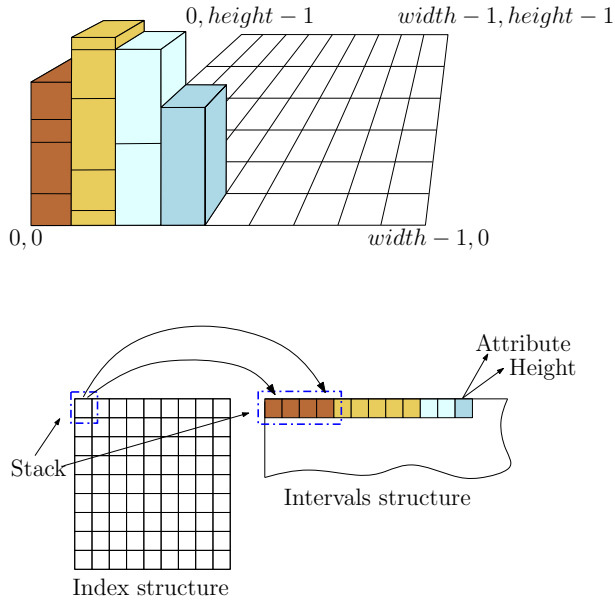 0, height − 1
width − 1, height − 1
0, 0
width − 1, 0
Attribute
Height
Stack
Intervals structure
Index structure